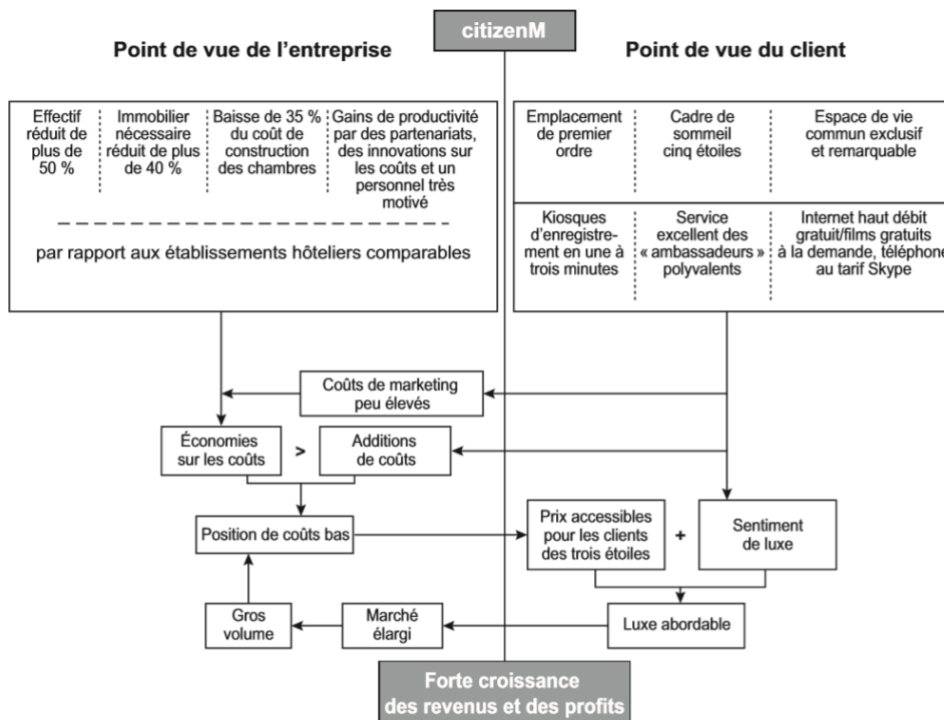 citizenM
Point de vue de l’entreprise
Point de vue du client
Effectif
réduit de
plus de
50 %
Immobilier
nécessaire
réduit de plus
de 40 %
Baisse de 35 %
du coût de
construction
des chambres
Gains de productivité
par des partenariats,
des innovations sur
les coûts et un
personnel très
motivé
par rapport aux établissements hôteliers comparables
Emplacement
de premier
ordre
Cadre de
sommeil
cinq étoiles
Espace de vie
commun exclusif
et remarquable
Kiosques
d’enregistre-
ment en une à
trois minutes
Service
excellent des
« ambassadeurs »
polyvalents
Internet haut débit
gratuit/films gratuits
à la demande, téléphone
au tarif Skype
Coûts de marketing
peu élevés
Économies
sur les coûts
>
Additions
de coûts
Position de coûts bas
Prix accessibles
pour les clients
des trois étoiles
+
Sentiment
de luxe
Gros
volume
Marché
élargi
Luxe abordable
Forte croissance
des revenus et des profits